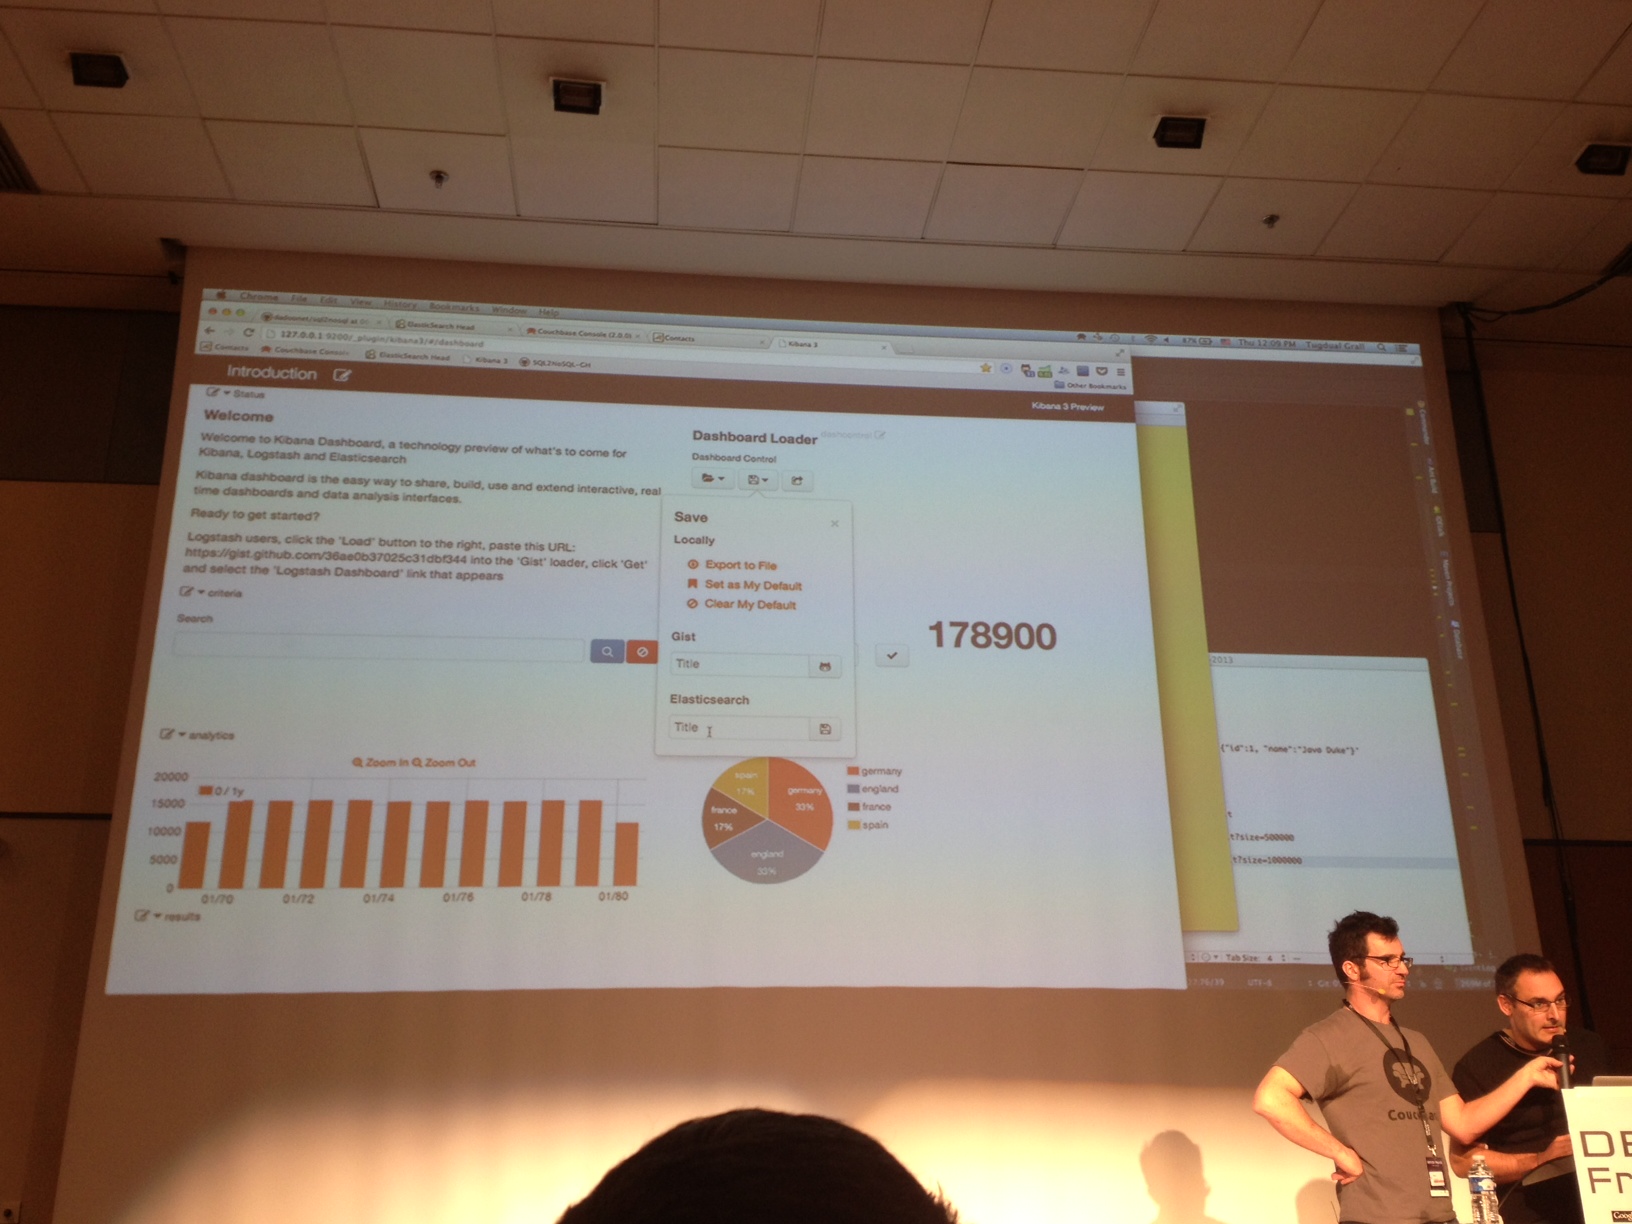 Chrome File Edit View History Bookmarks Window Help
Thu 12:09 PM Tugdual Grall
ElasticSearch Head
Couchbase Console (2.0.0)
Contacts
Kibana 3
127.0.0.1:9200/_plugin/kibana3/#/dashboard
Contacts
Couchbase Console
ElasticSearch Head
Kibana 3
SQL2NoSQL-GH
Other Bookmarks
Introduction
Kibana 3 Preview
Status
Welcome
Welcome to Kibana Dashboard, a technology preview of what's to come for
Kibana, Logstash and Elasticsearch
Kibana dashboard is the easy way to share, build, use and extend interactive, real
time dashboards and data analysis interfaces.
Ready to get started?
Logstash users, click the 'Load' button to the right, paste this URL:
https://gist.github.com/36ae0b37025c31dbf344 into the 'Gist' loader, click 'Get'
and select the 'Logstash Dashboard' link that appears
Dashboard Loader
dashcontrol
Dashboard Control
Save
×
Locally
Export to File
Set as My Default
Clear My Default
Gist
Title
Elasticsearch
Title
criteria
Search
178900
analytics
Zoom In Zoom Out
0 / 1y
20000
15000
10000
5000
0
01/70 01/72 01/74 01/76 01/78 01/80
spain
17%
germany
33%
france
17%
england
33%
germany
england
france
spain
results
2013
{"id":1, "name":"Java Duke"}'
t
t?size=500000
t?size=1000000
Tab Size: 4
UTF-8
Couc
DE
Fr
Goog